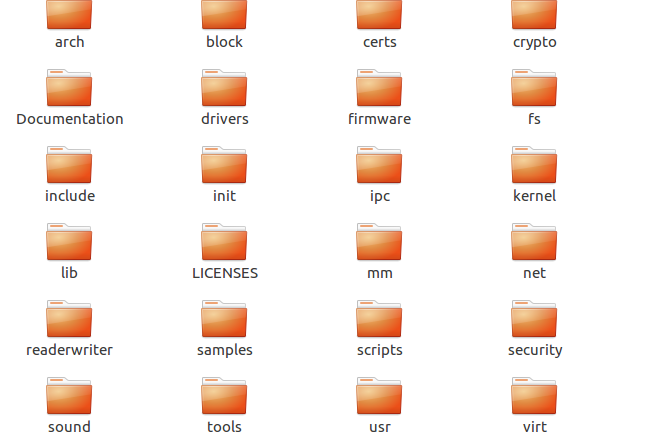 arch block certs crypto
Documentation drivers firmware fs
include init ipc kernel
lib LICENSES mm net
readerwriter samples scripts security
sound tools usr virt